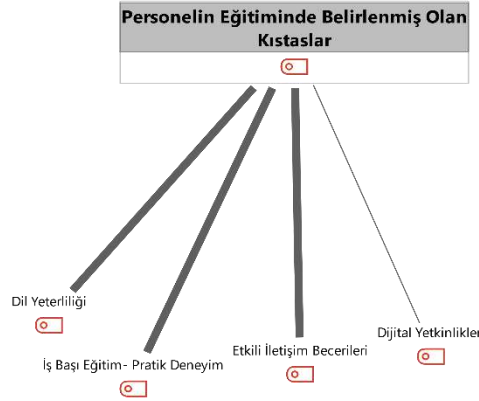 Personelin Eğitiminde Belirlenmiş Olan
Kıstaslar
Dil Yeterliliği
İş Başı Eğitim- Pratik Deneyim
Etkili İletişim Becerileri
Dijital Yetkinlikler